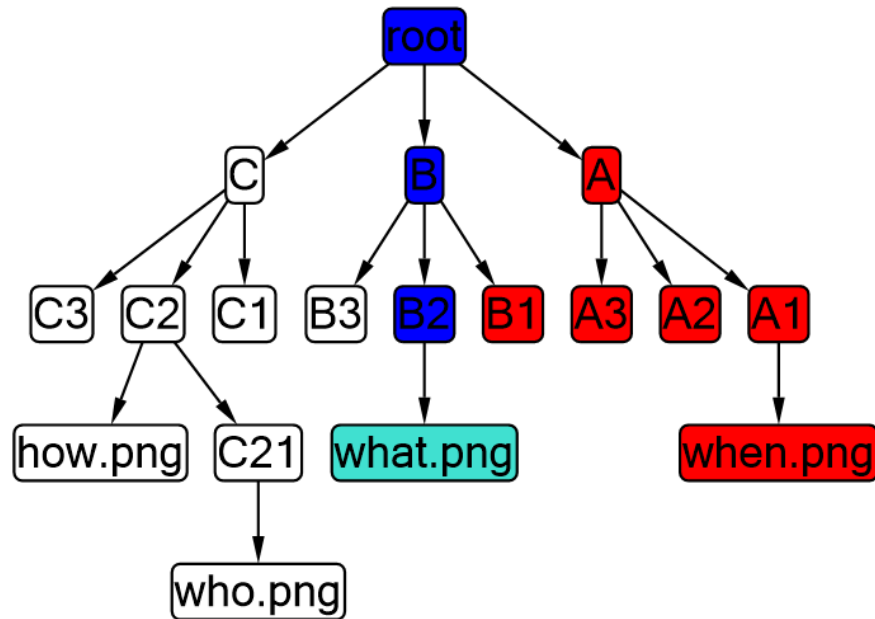 root
C B A
C3 C2 C1 B3 B2 B1 A3 A2 A1
how.png C21 what.png when.png
who.png